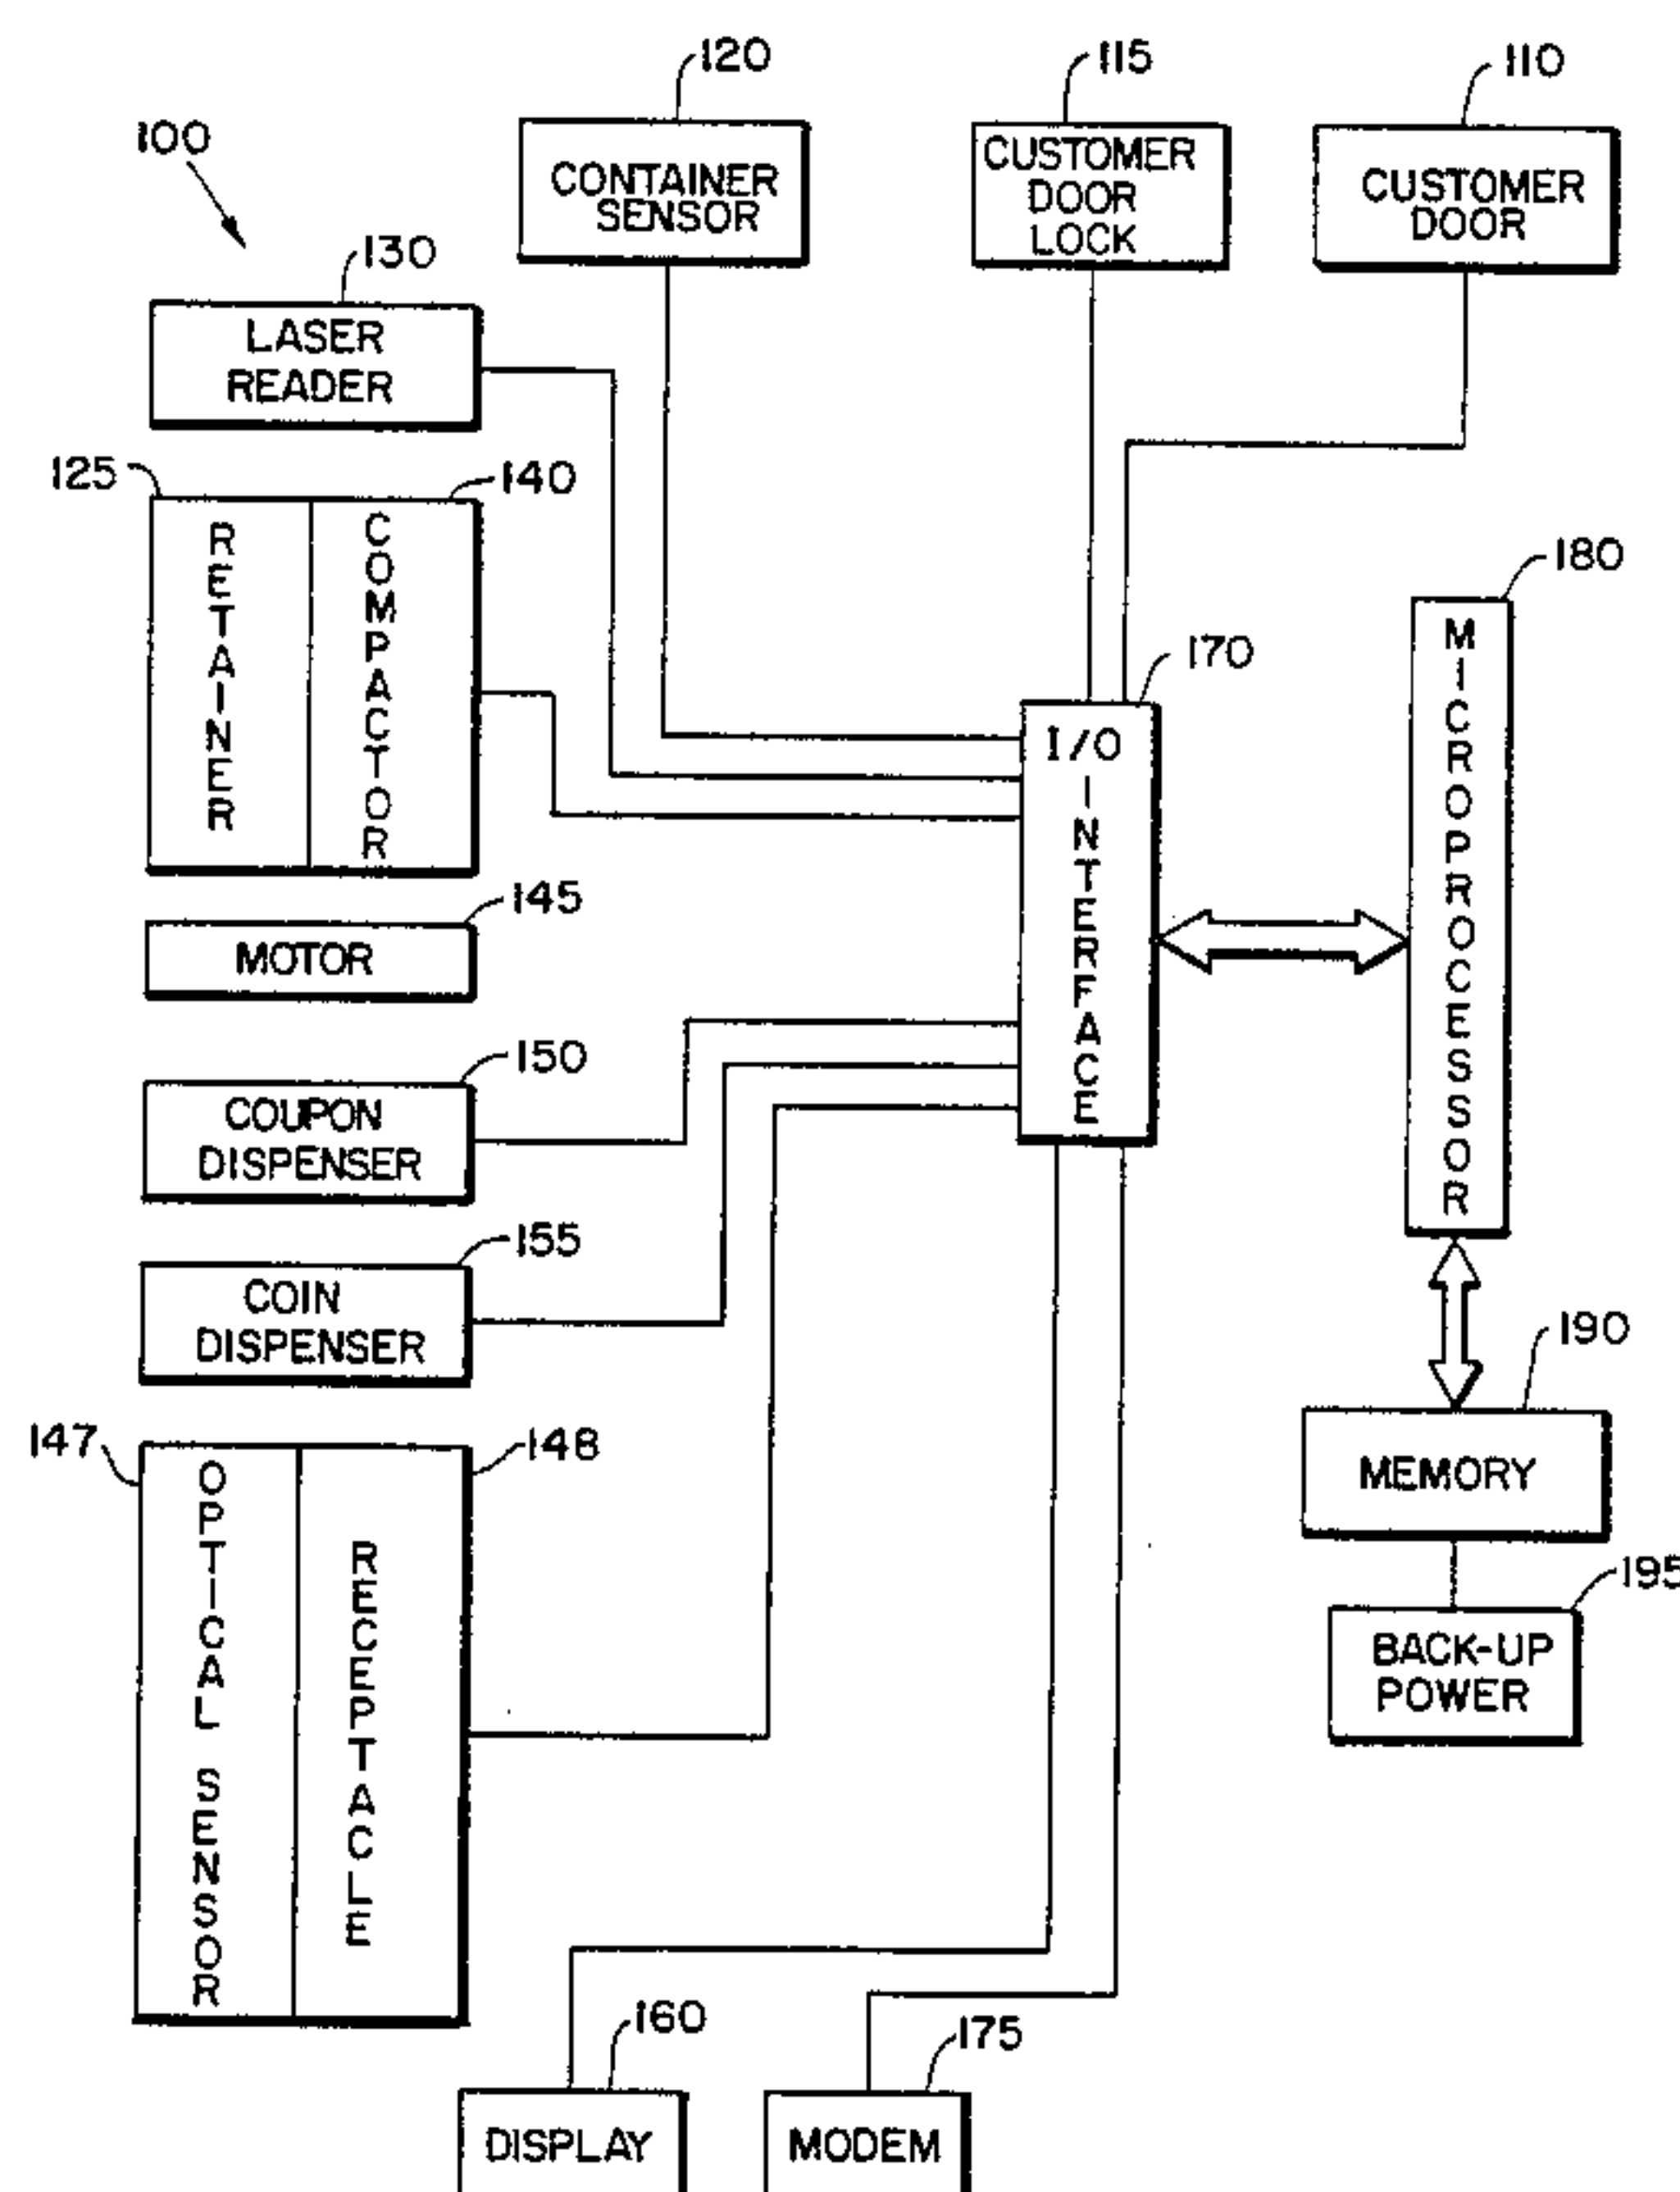 120
115
110
100
CONTAINER
SENSOR
CUSTOMER
DOOR
LOCK
CUSTOMER
DOOR
130
LASER
READER
125
140
RETAINER
COMPACTOR
180
MICROPROCESSOR
170
I/O
INTERFACE
145
MOTOR
150
COUPON
DISPENSER
155
COIN
DISPENSER
190
MEMORY
147
148
OPTICAL SENSOR
RECEPTACLE
195
BACK-UP
POWER
160
175
DISPLAY
MODEM